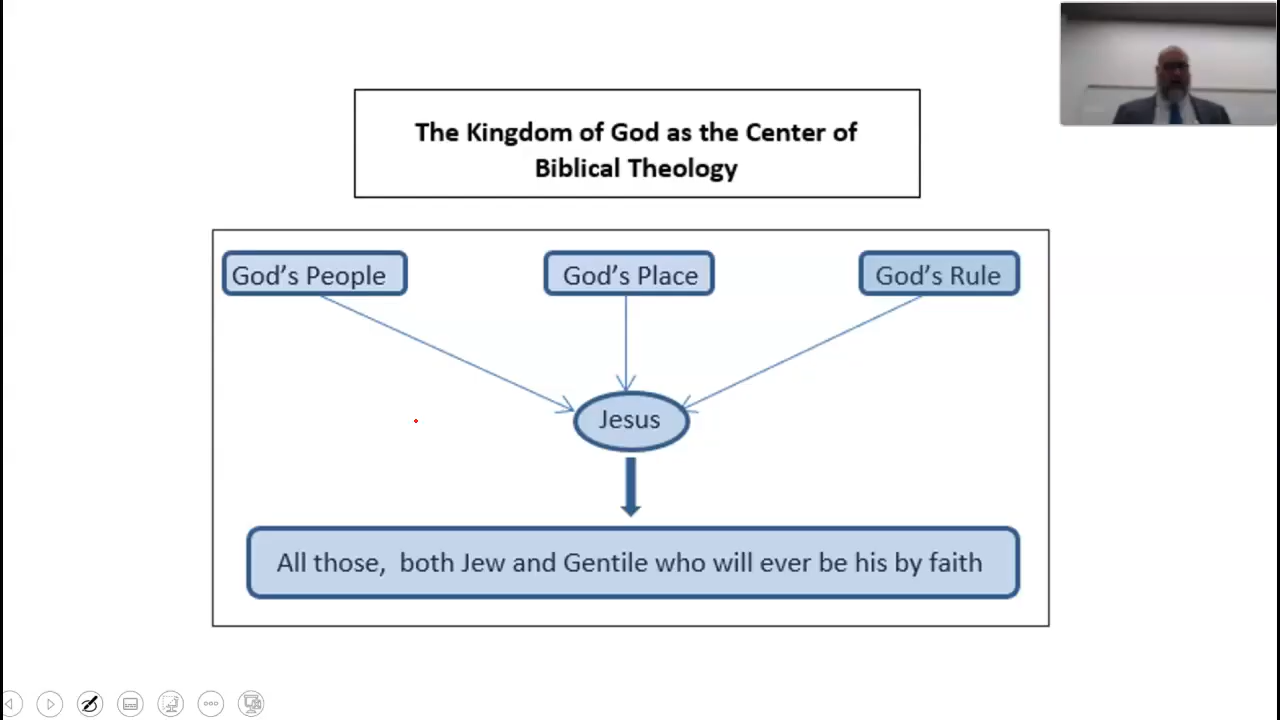 The Kingdom of God as the Center of
Biblical Theology
God’s People
God’s Place
God’s Rule
Jesus
All those,  both Jew and Gentile who will ever be his by faith